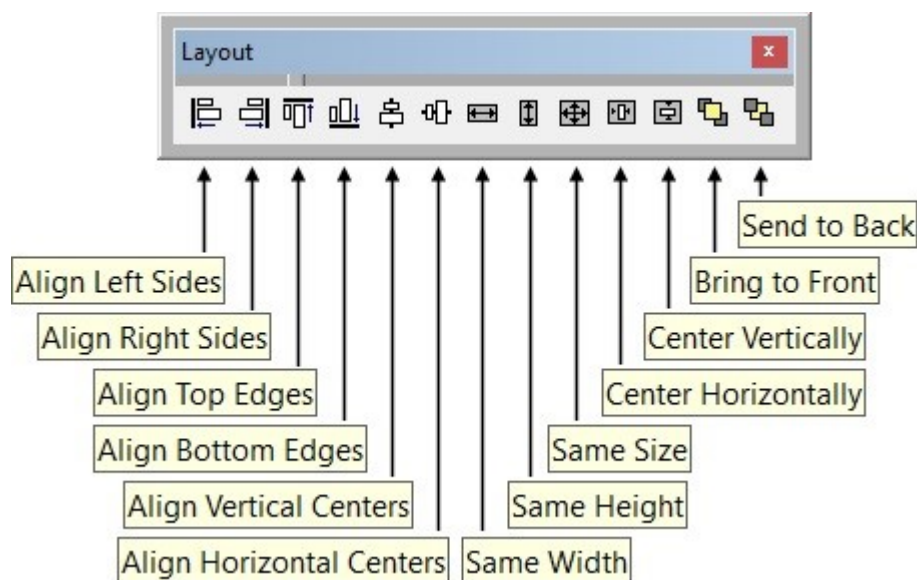 Layout
x
Send to Back
Align Left Sides
Bring to Front
Align Right Sides
Center Vertically
Align Top Edges
Center Horizontally
Align Bottom Edges
Same Size
Align Vertical Centers
Same Height
Align Horizontal Centers
Same Width